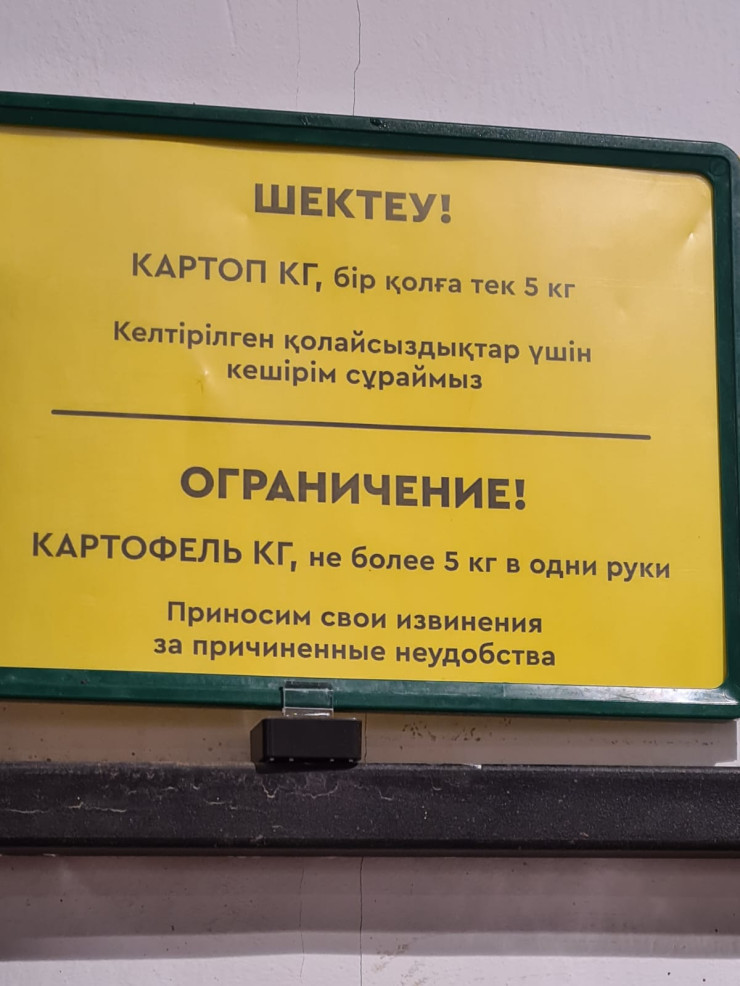 ШЕКТЕУ!
КАРТОП КГ, бір қолға тек 5 кг
Келтірілген қолайсыздықтар үшін
кешірім сұраймыз
ОГРАНИЧЕНИЕ!
КАРТОФЕЛЬ КГ, не более 5 кг в одни руки
Приносим свои извинения
за причиненные неудобства